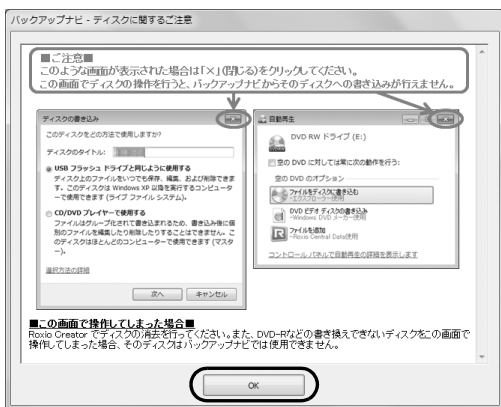 バックアップナビ - ディスクに関するご注意
■ご注意■
このような画面が表示された場合は「×」(閉じる)をクリックしてください。
この画面でディスクの操作を行うと、バックアップナビからそのディスクへの書き込みが行えません。
ディスクの書き込み
このディスクをどの方法で使用しますか?
ディスクのタイトル:
USB フラッシュ ドライブと同じように使用する
ディスク上のファイルをいつでも保存、編集、および削除できま
す。このディスクは Windows XP 以降を実行するコンピュータ
ーで使用できます (ライブ ファイル システム)。
CD/DVD プレイヤーで使用する
ファイルはグループ化されて書き込まれるため、書き込み後に個
別のファイルを編集したり削除したりすることはできません。こ
のディスクはほとんどのコンピューターで使用できます (マスタ
ー)。
選択方法の詳細
次へ
キャンセル
自動再生
DVD RW ドライブ (E:)
空の DVD に対しては常に次の動作を行う:
空の DVD のオプション
ファイルをディスクに書き込む
-エクスプローラー使用
DVD ビデオ ディスクの書き込み
-Windows DVD メーカー使用
ファイルを追加
-Roxio Central Data使用
コントロール パネルで自動再生の詳細を表示します
■この画面で操作してしまった場合■
Roxio Creator でディスクの消去を行ってください。また、DVD-Rなどの書き換えできないディスクをこの画面で
操作してしまった場合、そのディスクはバックアップナビでは使用できません。
OK